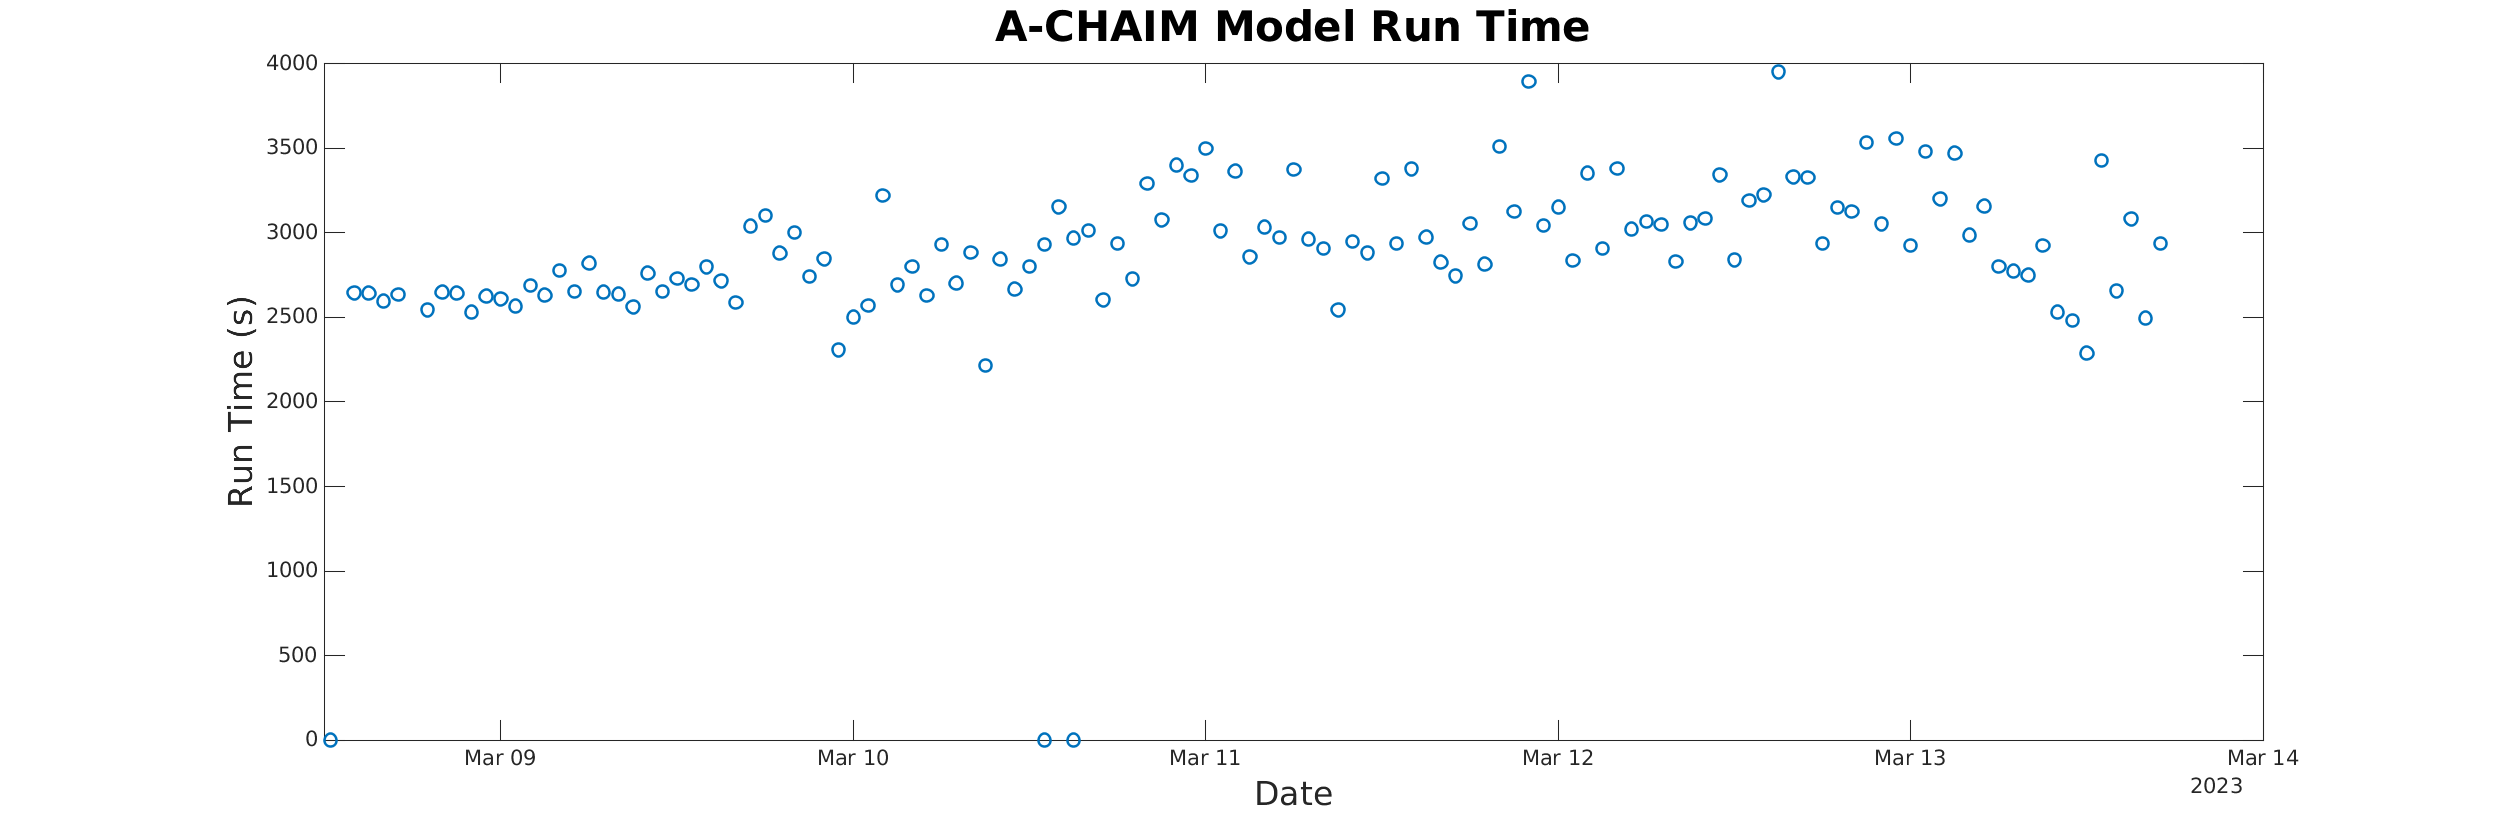 A-CHAIM Model Run Time
4000
3500
3000
2500
2000
1500
1000
500
0
Run Time (s)
Mar 09 Mar 10 Mar 11 Mar 12 Mar 13 Mar 14
2023
Date